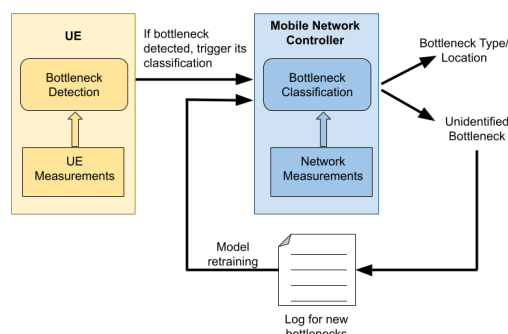 UE
Bottleneck
Detection
UE
Measurements
If bottleneck
detected, trigger its
classification
Mobile Network
Controller
Bottleneck
Classification
Network
Measurements
Bottleneck Type/
Location
Unidentified
Bottleneck
Model
retraining
Log for new
bottlenecks